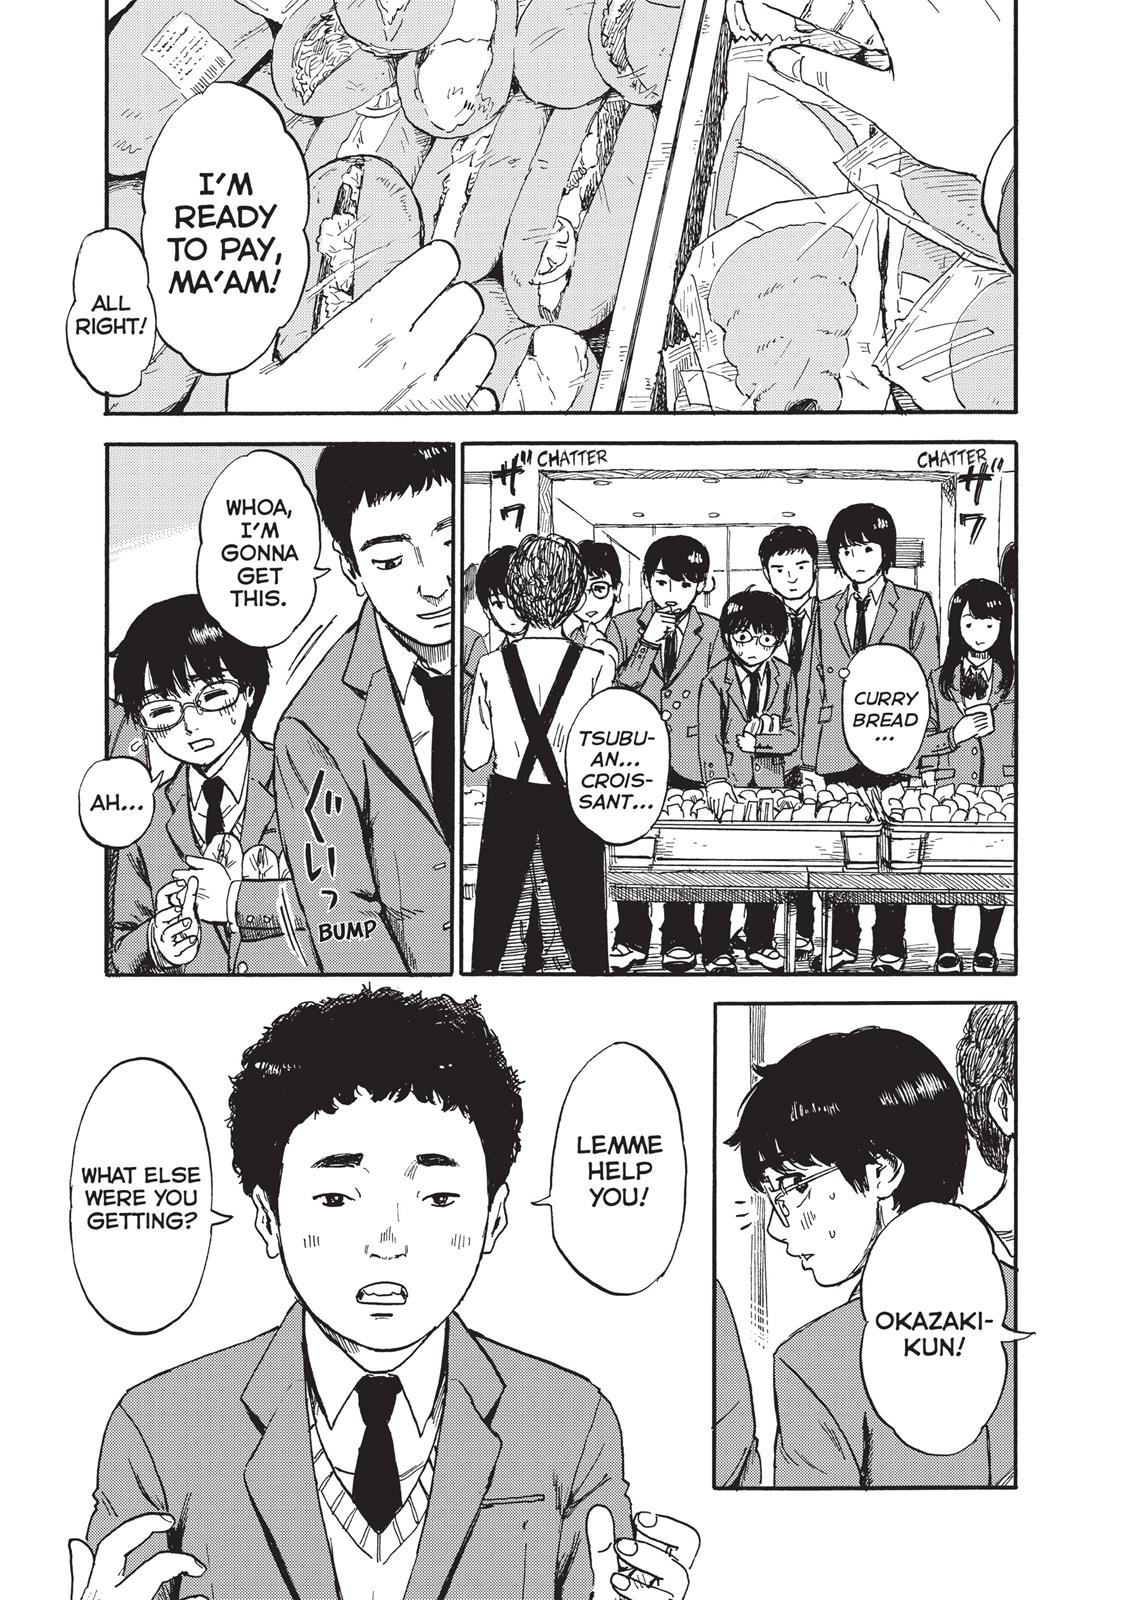 I'M
READY
TO PAY,
MA'AM!
ALL
RIGHT!
ザワ
CHATTER
CHATTER
ザワ
CURRY
BREAD
...
TSUBU-
AN...
CROIS-
SANT...
WHOA,
I'M
GONNA
GET
THIS.
AH...
ぐいっ
BUMP
OKAZAKI-
KUN!
LEMME
HELP
YOU!
WHAT ELSE
WERE YOU
GETTING?